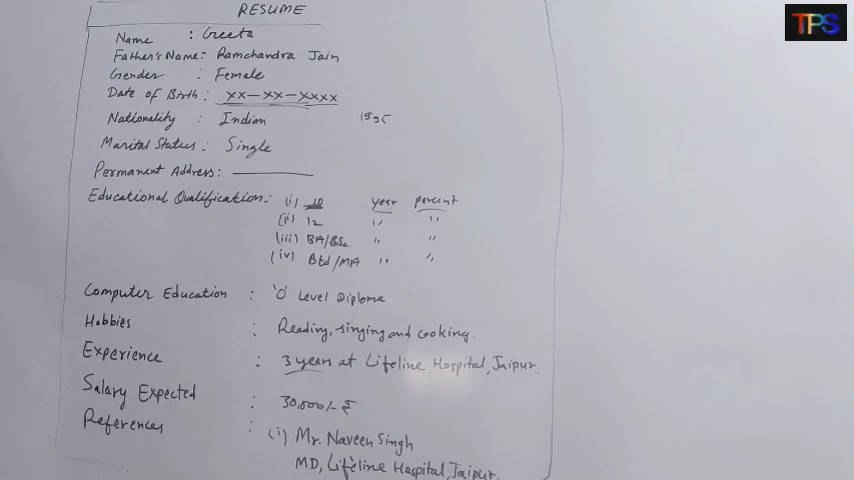 TPS
RESUME
Name : Geeta
Father's Name: Ramchandra Jain
Gender : Female
Date of Birth: XX-XX-XXXX
Nationality : Indian
Marital Status: Single
Permanent Address:
Educational Qualification: (i) 10 year percent
(ii) 12 " "
(iii) BA/BSc " "
(iv) BEd/MA " "
Computer Education : 'O' Level Diploma
Hobbies : Reading, singing and Cooking.
Experience : 3 years at Lifeline Hospital, Jaipur.
Salary Expected : 30,000/- ₹
References : (i) Mr. Naveen Singh
MD, Lifeline Hospital, Jaipur.